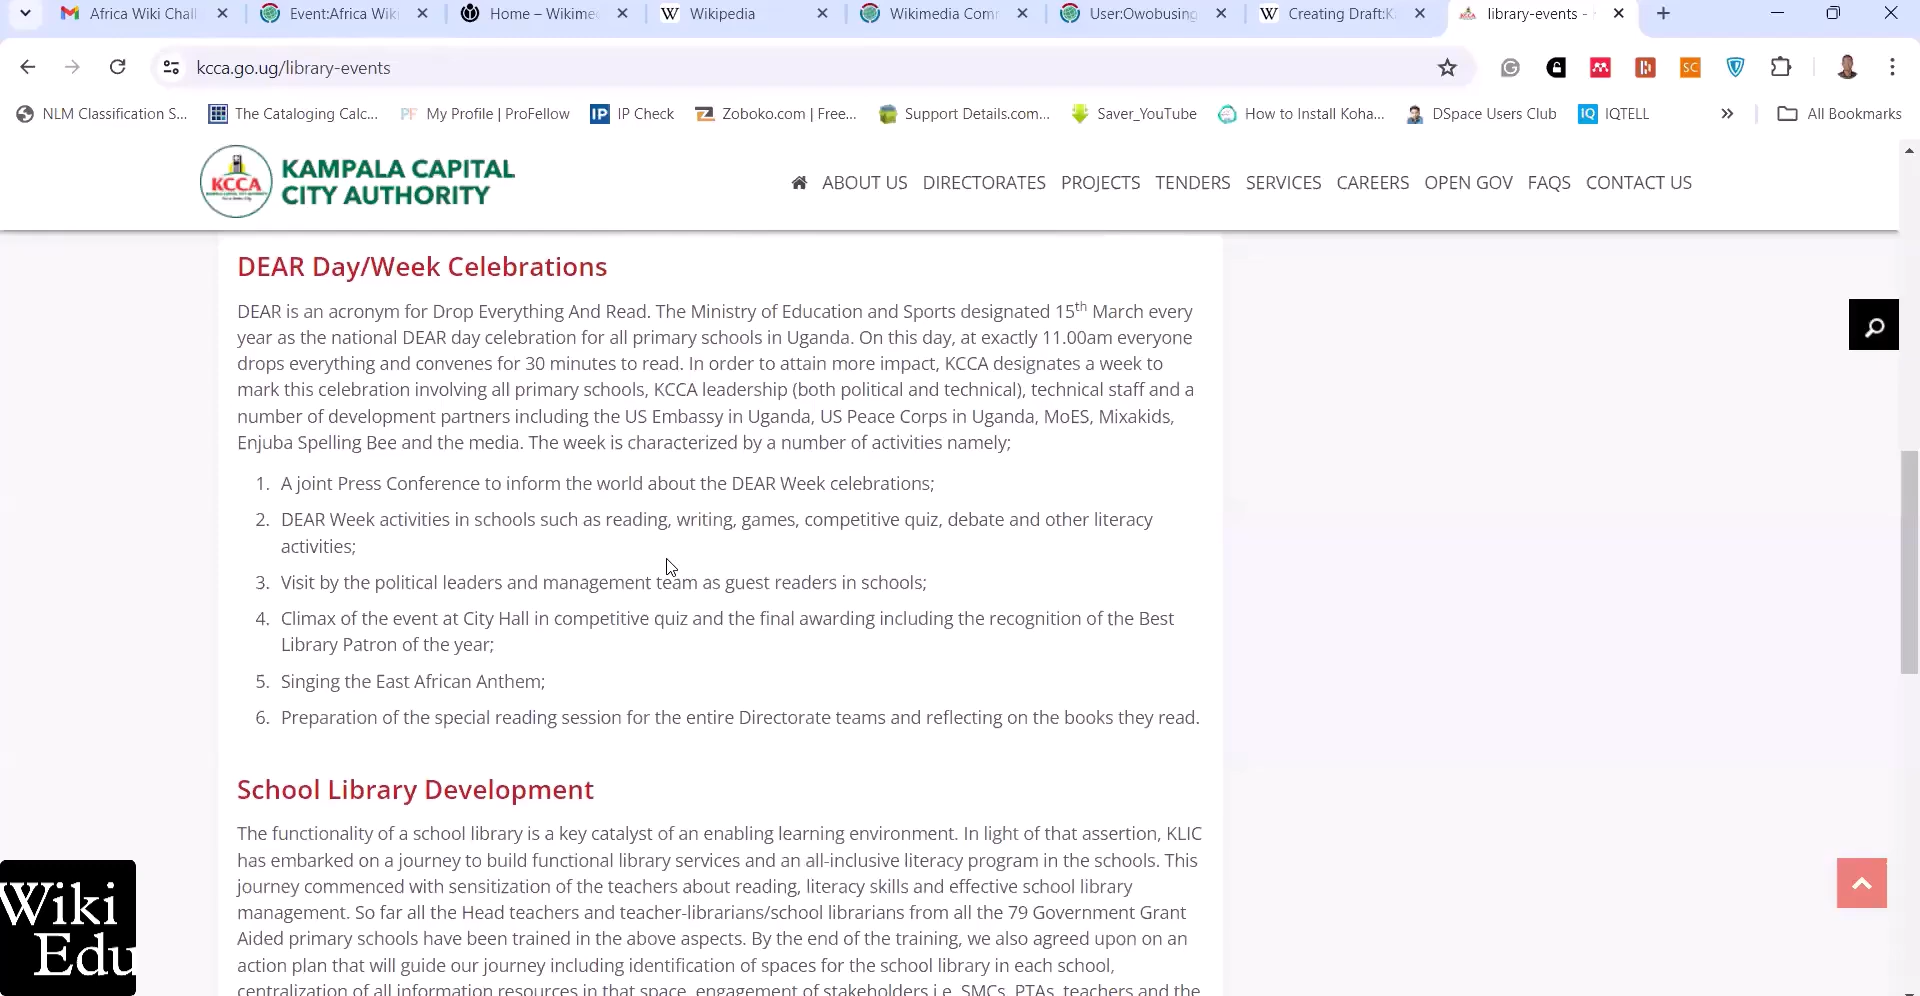 Africa Wiki Chall
Event:Africa Wiki
Home – Wikime
Wikipedia
Wikimedia Com
User:Owobusing
Creating Draft:K
library-events -
kcca.go.ug/library-events
NLM Classification S...
The Cataloging Calc...
PF My Profile | ProFellow
IP IP Check
Zoboko.com | Free...
Support Details.com...
Saver_YouTube
How to Install Koha...
DSpace Users Club
IQ IQTELL
All Bookmarks
KCCA
KAMPALA CAPITAL
CITY AUTHORITY
ABOUT US DIRECTORATES PROJECTS TENDERS SERVICES CAREERS OPEN GOV FAQS CONTACT US
DEAR Day/Week Celebrations
DEAR is an acronym for Drop Everything And Read. The Ministry of Education and Sports designated 15th March every
year as the national DEAR day celebration for all primary schools in Uganda. On this day, at exactly 11.00am everyone
drops everything and convenes for 30 minutes to read. In order to attain more impact, KCCA designates a week to
mark this celebration involving all primary schools, KCCA leadership (both political and technical), technical staff and a
number of development partners including the US Embassy in Uganda, US Peace Corps in Uganda, MoES, Mixakids,
Enjuba Spelling Bee and the media. The week is characterized by a number of activities namely;
1. A joint Press Conference to inform the world about the DEAR Week celebrations;
2. DEAR Week activities in schools such as reading, writing, games, competitive quiz, debate and other literacy
activities;
3. Visit by the political leaders and management team as guest readers in schools;
4. Climax of the event at City Hall in competitive quiz and the final awarding including the recognition of the Best
Library Patron of the year;
5. Singing the East African Anthem;
6. Preparation of the special reading session for the entire Directorate teams and reflecting on the books they read.
School Library Development
The functionality of a school library is a key catalyst of an enabling learning environment. In light of that assertion, KLIC
has embarked on a journey to build functional library services and an all-inclusive literacy program in the schools. This
journey commenced with sensitization of the teachers about reading, literacy skills and effective school library
management. So far all the Head teachers and teacher-librarians/school librarians from all the 79 Government Grant
Aided primary schools have been trained in the above aspects. By the end of the training, we also agreed upon on an
action plan that will guide our journey including identification of spaces for the school library in each school,
centralization of all information resources in that space, engagement of stakeholders i.e. SMCs, PTAs, teachers and the
Wiki
Edu